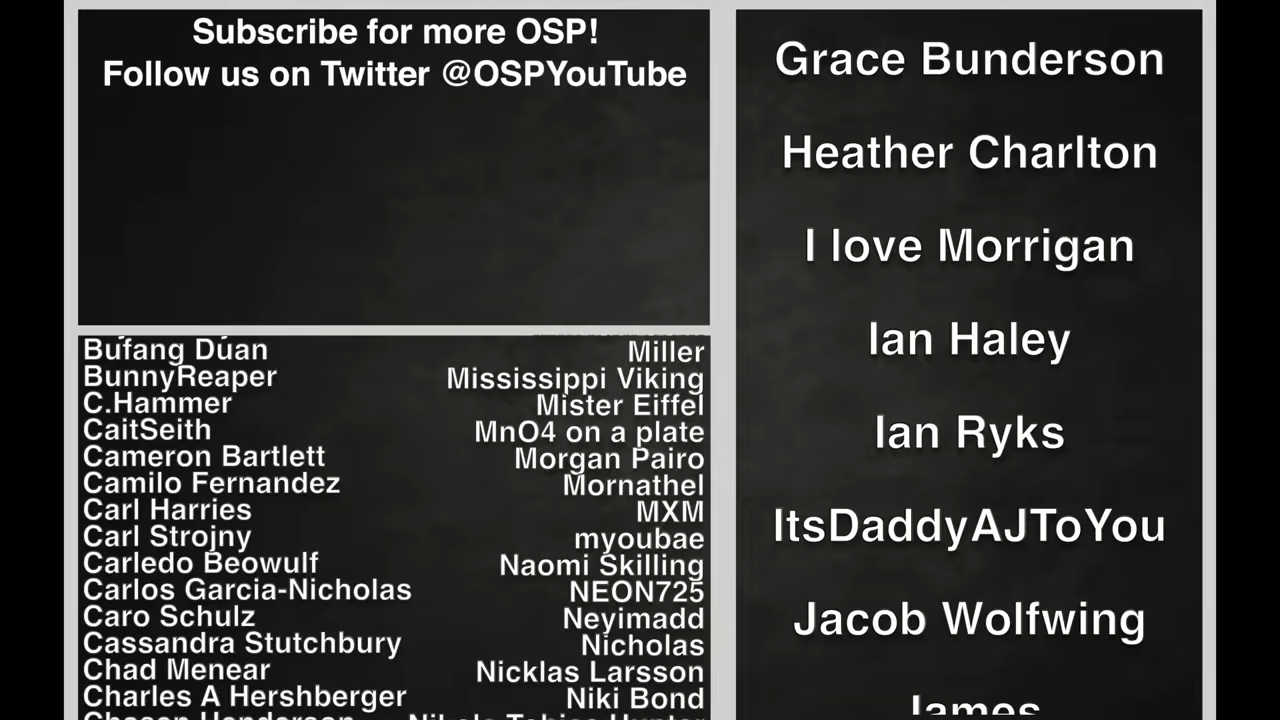 Subscribe for more OSP!
Follow us on Twitter @OSPYouTube
Bufang Duan
BunnyReaper
C.Hammer
CaitSeith
Cameron Bartlett
Camilo Fernandez
Carl Harries
Carl Strojny
Carledo Beowulf
Carlos Garcia-Nicholas
Caro Schulz
Cassandra Stutchbury
Chad Menear
Charles A Hershberger
Miller
Mississippi Viking
Mister Eiffel
MnO4 on a plate
Morgan Pairo
Mornathel
MXM
myoubae
Naomi Skilling
NEON725
Neyimadd
Nicholas
Nicklas Larsson
Niki Bond
Grace Bunderson
Heather Charlton
I love Morrigan
Ian Haley
Ian Ryks
ItsDaddyAJToYou
Jacob Wolfwing
James